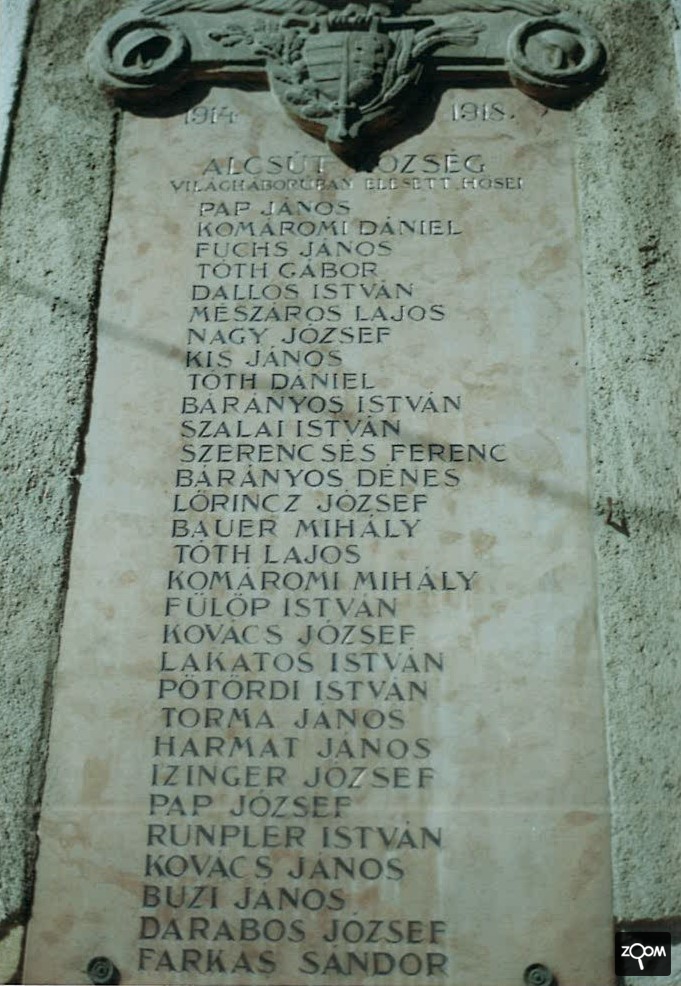 1914 1918.
ALCSÚT KOZSÉG
VILÁGHÁBORÚBAN ELESETT HŐSEI
PAP JÁNOS
KOMÁROMI DÁNIEL
FUCHS JÁNOS
TÓTH GÁBOR
DALLOS ISTVÁN
MÉSZÁROS LAJOS
NAGY JÓZSEF
KIS JÁNOS
TÓTH DÁNIEL
BÁRÁNYOS ISTVÁN
SZALAI ISTVÁN
SZERENCSÉS FERENC
BÁRÁNYOS DÉNES
LŐRINCZ JÓZSEF
BAUER MIHÁLY
TÓTH LAJOS
KOMÁROMI MIHÁLY
FÜLÖP ISTVÁN
KOVÁCS JÓZSEF
LAKATOS ISTVÁN
PÖTÖRDI ISTVÁN
TORMA JÁNOS
HARMAT JÁNOS
IZINGER JÓZSEF
PAP JÓZSEF
RUNPLER ISTVÁN
KOVÁCS JÁNOS
BUZI JÁNOS
DARABOS JÓZSEF
FARKAS SÁNDOR
ZOOM